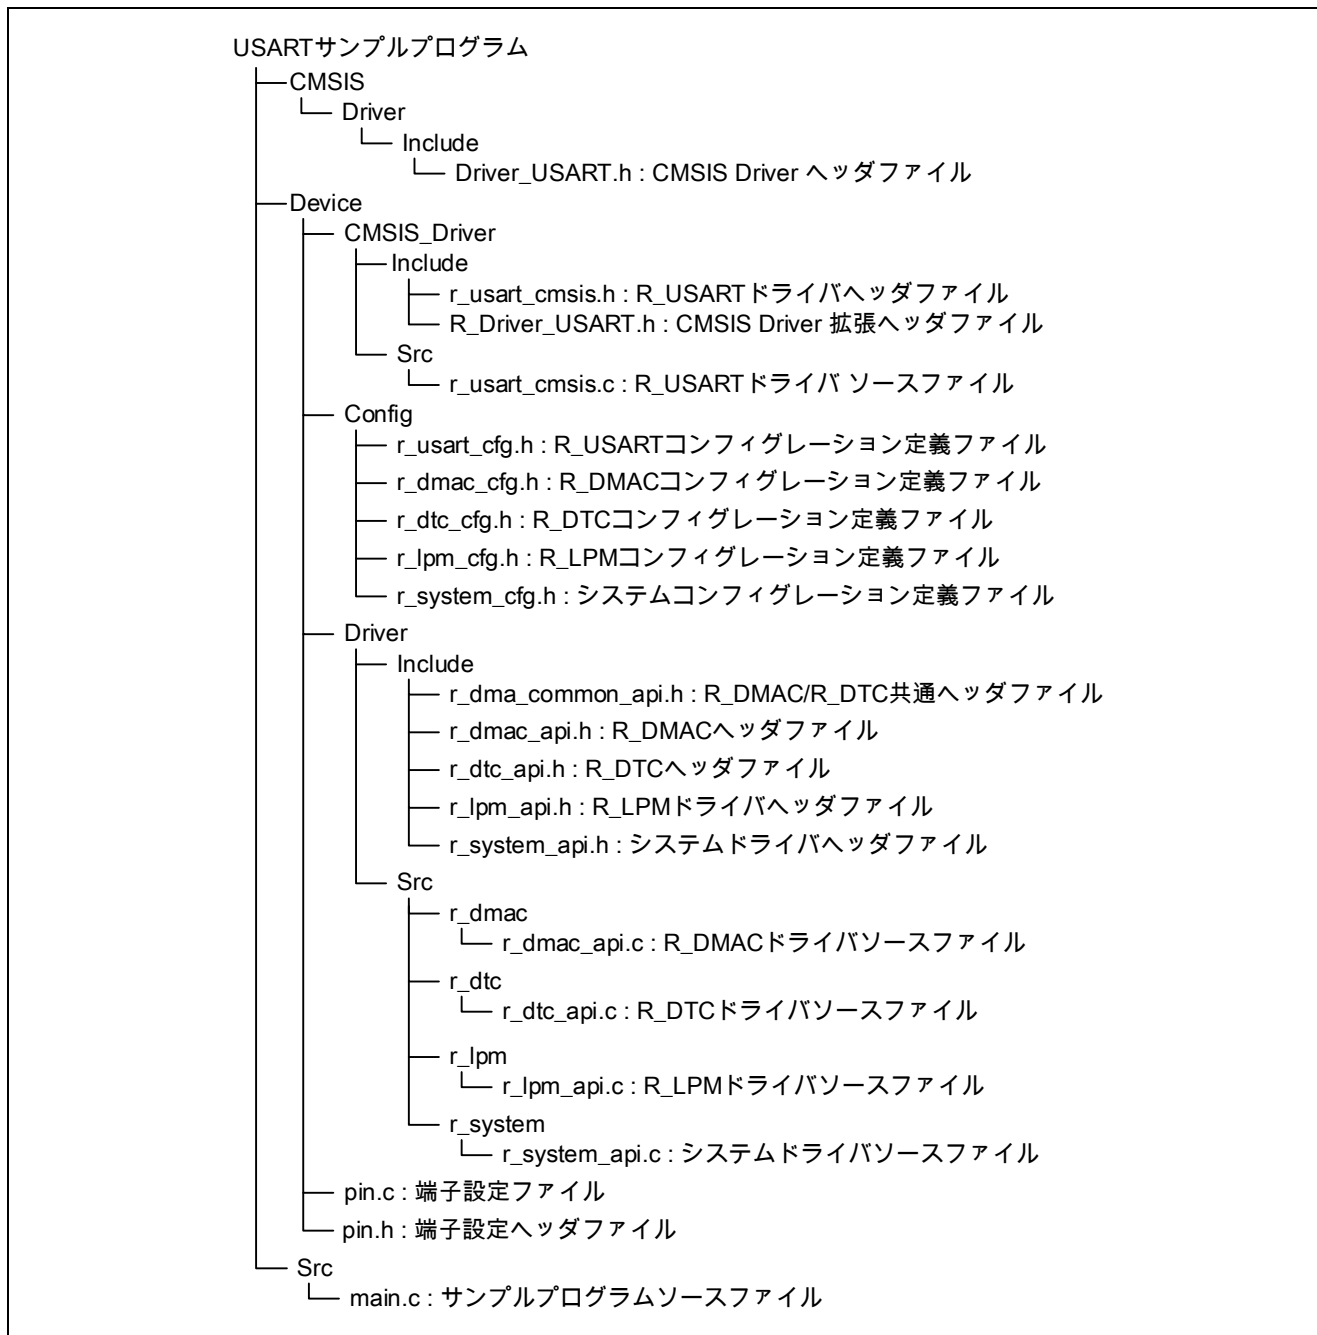 USARTサンプルプログラム
CMSIS
Driver
Include
Driver_USART.h : CMSIS Driver ヘッダファイル
Device
CMSIS_Driver
Include
r_usart_cmsis.h : R_USARTドライバヘッダファイル
R_Driver_USART.h : CMSIS Driver 拡張ヘッダファイル
Src
r_usart_cmsis.c : R_USARTドライバ ソースファイル
Config
r_usart_cfg.h : R_USARTコンフィグレーション定義ファイル
r_dmac_cfg.h : R_DMACコンフィグレーション定義ファイル
r_dtc_cfg.h : R_DTCコンフィグレーション定義ファイル
r_lpm_cfg.h : R_LPMコンフィグレーション定義ファイル
r_system_cfg.h : システムコンフィグレーション定義ファイル
Driver
Include
r_dma_common_api.h : R_DMAC/R_DTC共通ヘッダファイル
r_dmac_api.h : R_DMACヘッダファイル
r_dtc_api.h : R_DTCヘッダファイル
r_lpm_api.h : R_LPMドライバヘッダファイル
r_system_api.h : システムドライバヘッダファイル
Src
r_dmac
r_dmac_api.c : R_DMACドライバソースファイル
r_dtc
r_dtc_api.c : R_DTCドライバソースファイル
r_lpm
r_lpm_api.c : R_LPMドライバソースファイル
r_system
r_system_api.c : システムドライバソースファイル
pin.c : 端子設定ファイル
pin.h : 端子設定ヘッダファイル
Src
main.c : サンプルプログラムソースファイル